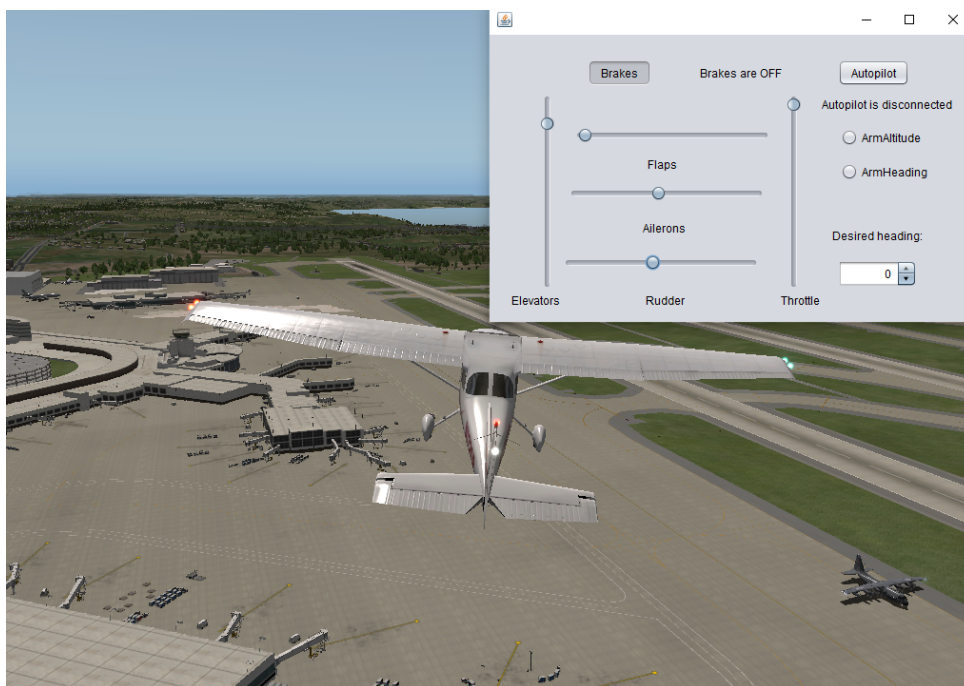 Brakes
Brakes are OFF
Autopilot
Autopilot is disconnected
ArmAltitude
Flaps
ArmHeading
Ailerons
Desired heading:
0
Elevators
Rudder
Throttle